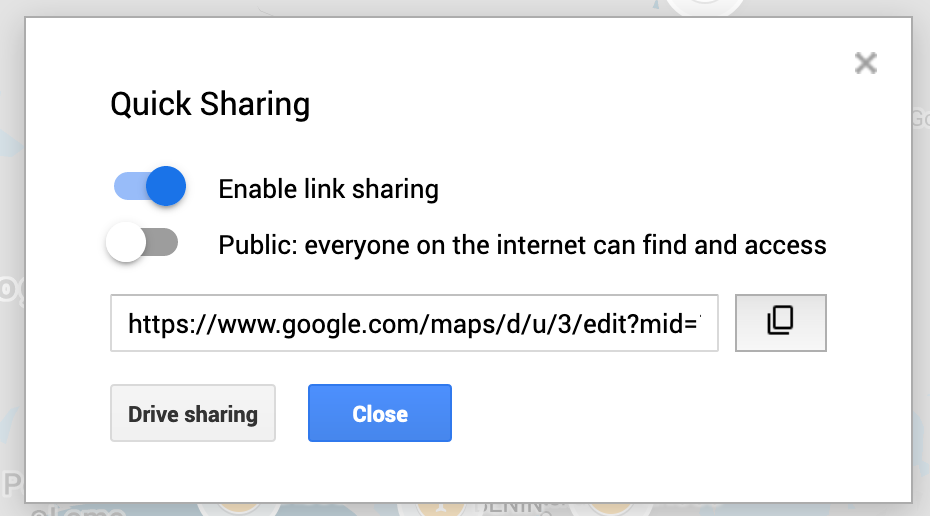 Quick Sharing
Enable link sharing
Public: everyone on the internet can find and access
https://www.google.com/maps/d/u/3/edit?mid=
Drive sharing
Close